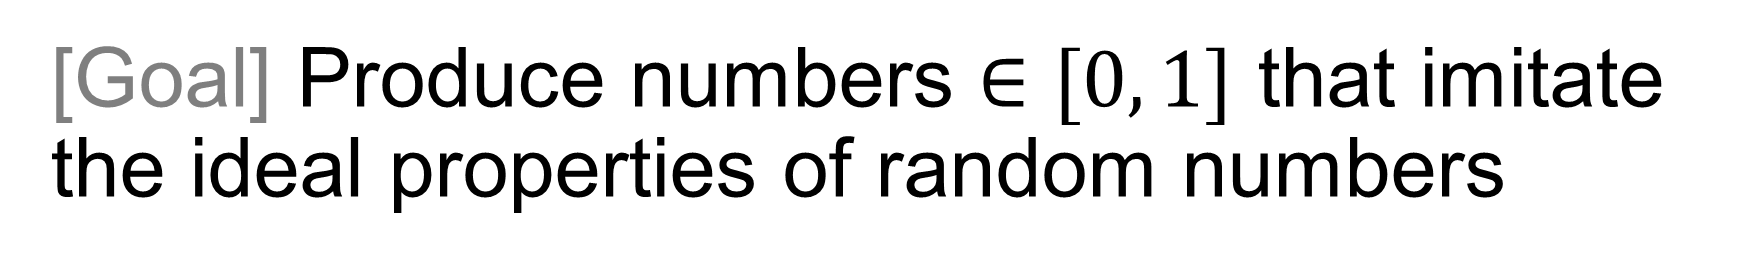 [Goal] Produce numbers ∈ [0, 1] that imitate
the ideal properties of random numbers